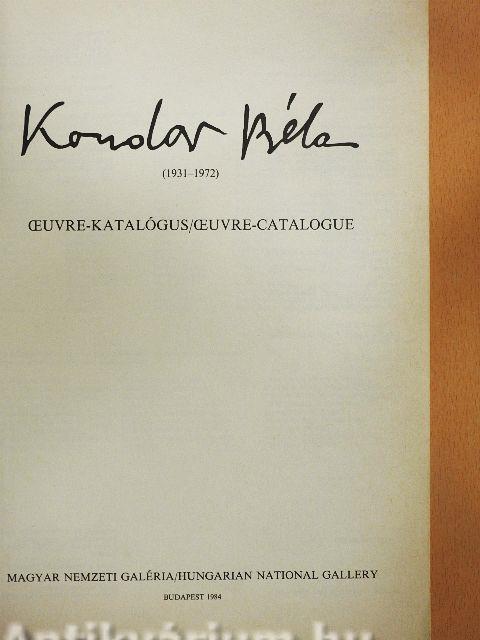 Kondor Béla
(1931–1972)
ŒUVRE-KATALÓGUS/ŒUVRE-CATALOGUE
MAGYAR NEMZETI GALÉRIA/HUNGARIAN NATIONAL GALLERY
BUDAPEST 1984
Antikvárium.hu